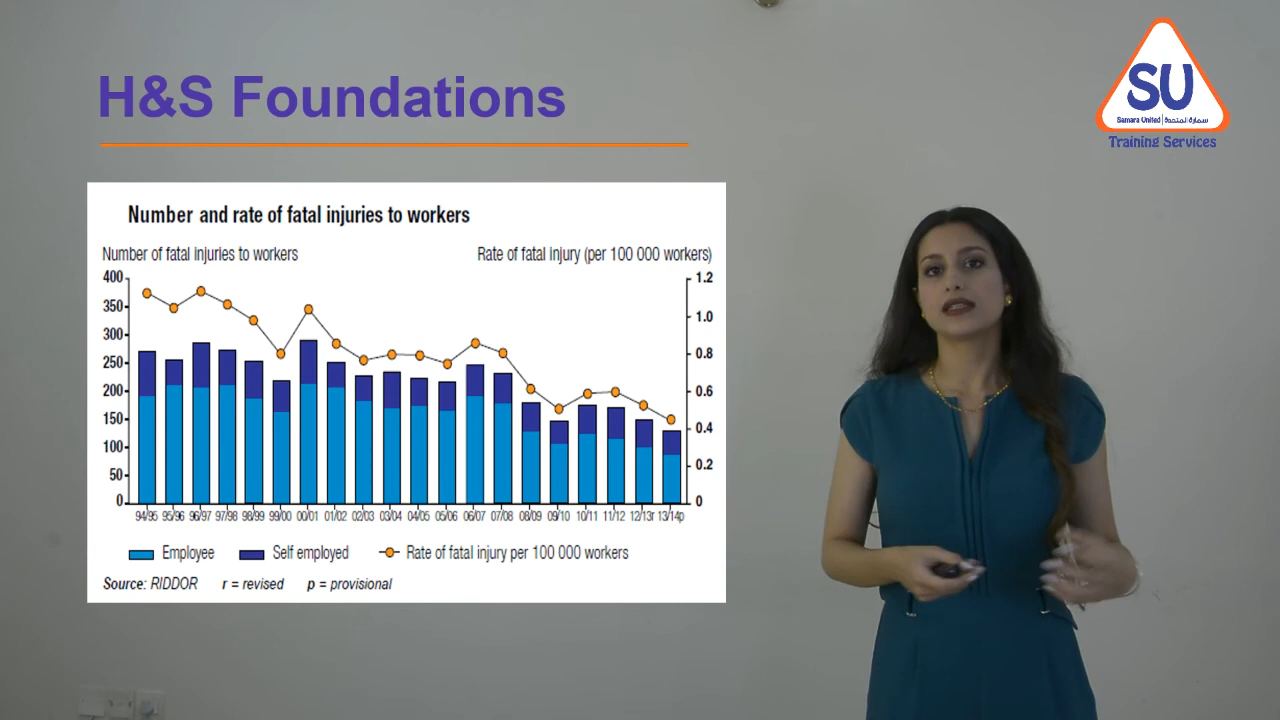 H&S Foundations
SU
Samara United | سمارة المتحدة
Training Services
Number and rate of fatal injuries to workers
Number of fatal injuries to workers
Rate of fatal injury (per 100 000 workers)
400
350
300
250
200
150
100
50
0
1.2
1.0
0.8
0.6
0.4
0.2
0
94/95 95/96 96/97 97/98 98/99 99/00 00/01 01/02 02/03 03/04 04/05 05/06 06/07 07/08 08/09 09/10 10/11 11/12 12/13r 13/14p
Employee Self employed Rate of fatal injury per 100 000 workers
Source: RIDDOR r = revised p = provisional